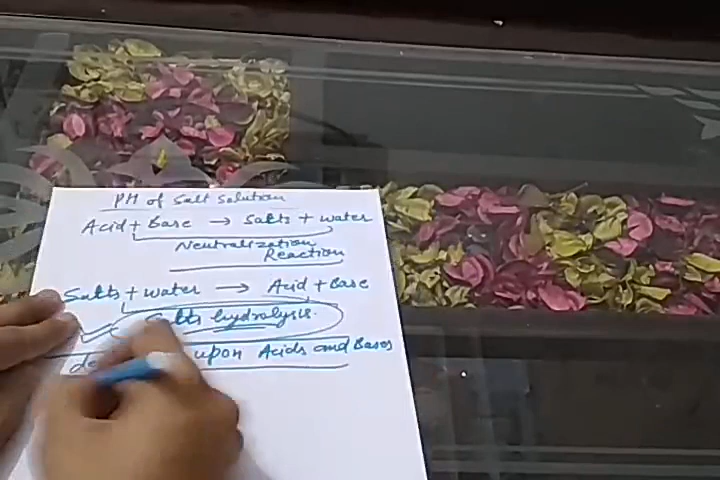 PH of Salt Solution
Acid + Base → Salts + water
Neutralization
Reaction
Salts + water → Acid + Base
Salts hydrolysis.
upon Acids and Bases